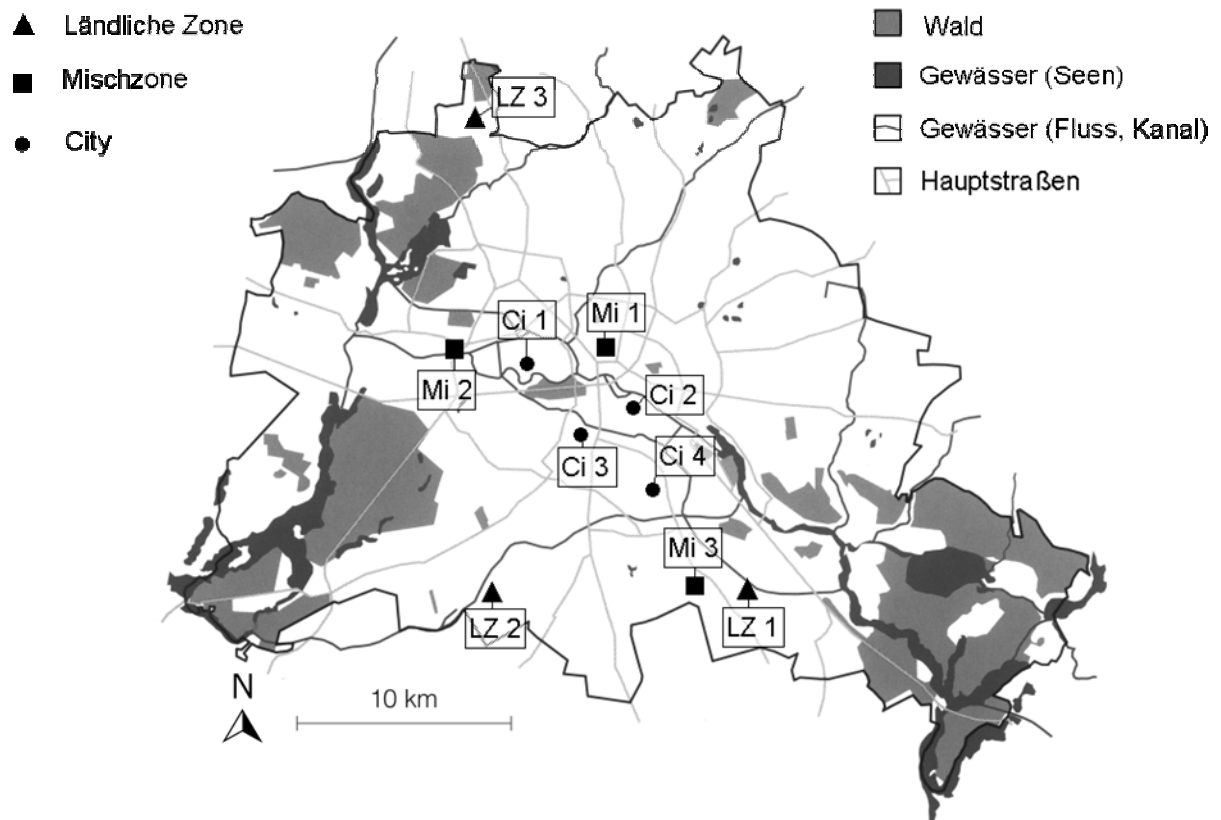 Ländliche Zone
Mischzone
City
Wald
Gewässer (Seen)
Gewässer (Fluss, Kanal)
Hauptstraßen
LZ 3
Ci 1
Mi 1
Mi 2
Ci 2
Ci 3
Ci 4
Mi 3
LZ 2
LZ 1
N
10 km